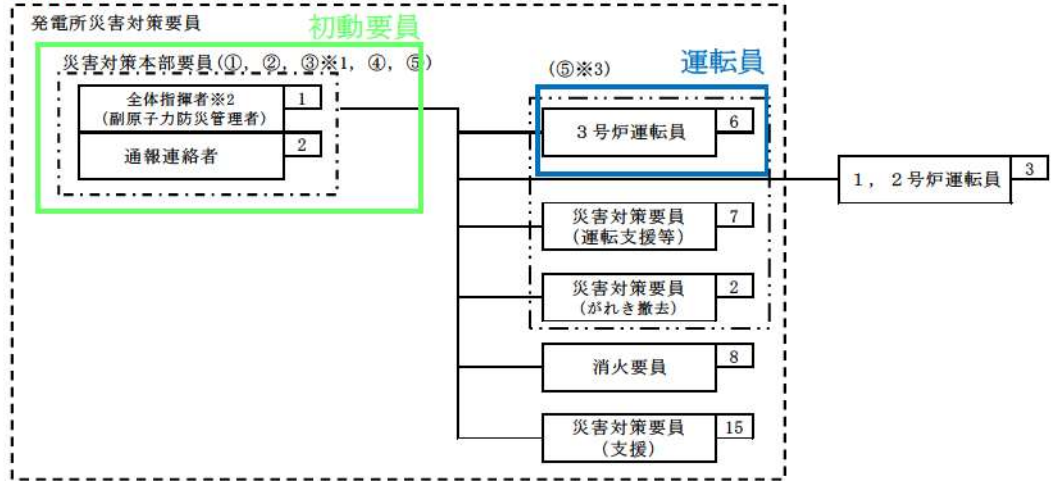 発電所災害対策要員
初動要員
災害対策本部要員(①, ②, ③※1, ④, ⑤)
全体指揮者※2
(副原子力防災管理者)
1
通報連絡者
2
(⑤※3)
運転員
3号炉運転員
6
1, 2号炉運転員
3
災害対策要員
(運転支援等)
7
災害対策要員
(がれき撤去)
2
消火要員
8
災害対策要員
(支援)
15